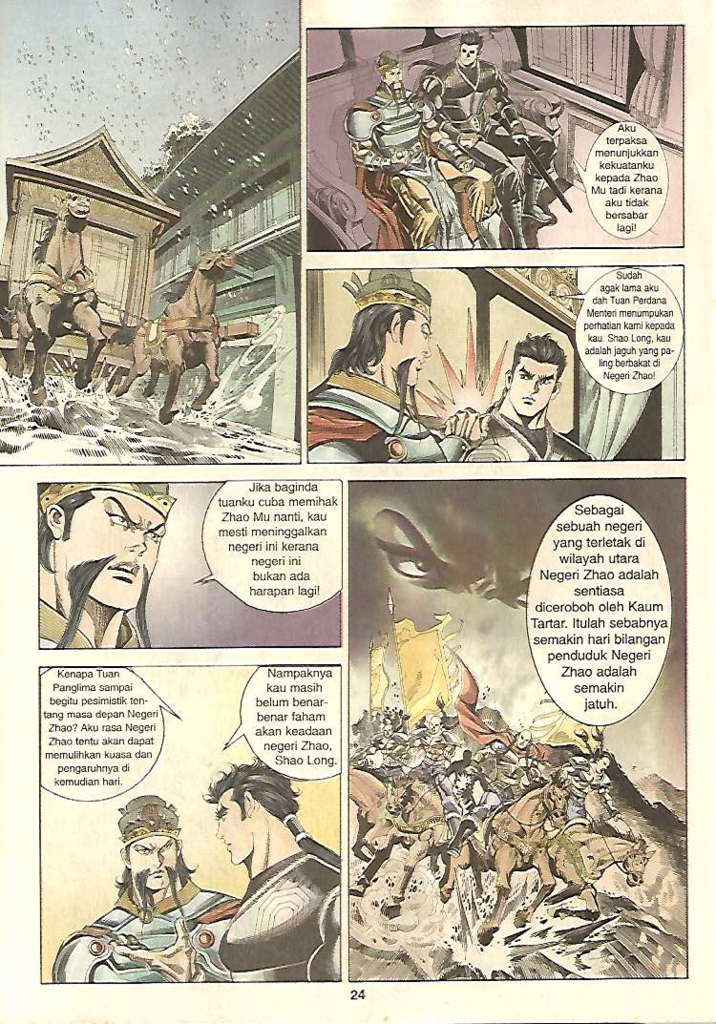 Aku
terpaksa
menunjukkan
kekuatanku
kepada Zhao
Mu tadi kerana
aku tidak
bersabar
lagi!
Sudah
agak lama aku
dah Tuan Perdana
Menteri menumpukan
perhatian kami kepada
kau. Shao Long, kau
adalah jaguh yang pa-
ling berbakat di
Negeri Zhao!
Jika baginda
tuanku cuba memihak
Zhao Mu nanti, kau
mesti meninggalkan
negeri ini kerana
negeri ini
bukan ada
harapan lagi!
Sebagai
sebuah negeri
yang terletak di
wilayah utara
Negeri Zhao adalah
sentiasa
diceroboh oleh Kaum
Tartar. Itulah sebabnya
semakin hari bilangan
penduduk Negeri
Zhao adalah
semakin
jatuh.
Kenapa Tuan
Panglima sampai
begitu pesimistik ten-
tang masa depan Negeri
Zhao? Aku rasa Negeri
Zhao tentu akan dapat
memulihkan kuasa dan
pengaruhnya di
kemudian hari.
Nampaknya
kau masih
belum benar-
benar faham
akan keadaan
negeri Zhao,
Shao Long.
24